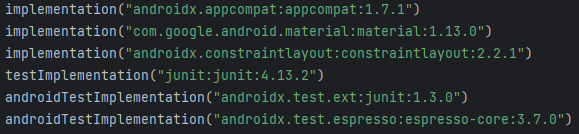 implementation("androidx.appcompat:appcompat:1.7.1")
implementation("com.google.android.material:material:1.13.0")
implementation("androidx.constraintlayout:constraintlayout:2.2.1")
testImplementation("junit:junit:4.13.2")
androidTestImplementation("androidx.test.ext:junit:1.3.0")
androidTestImplementation("androidx.test.espresso:espresso-core:3.7.0")